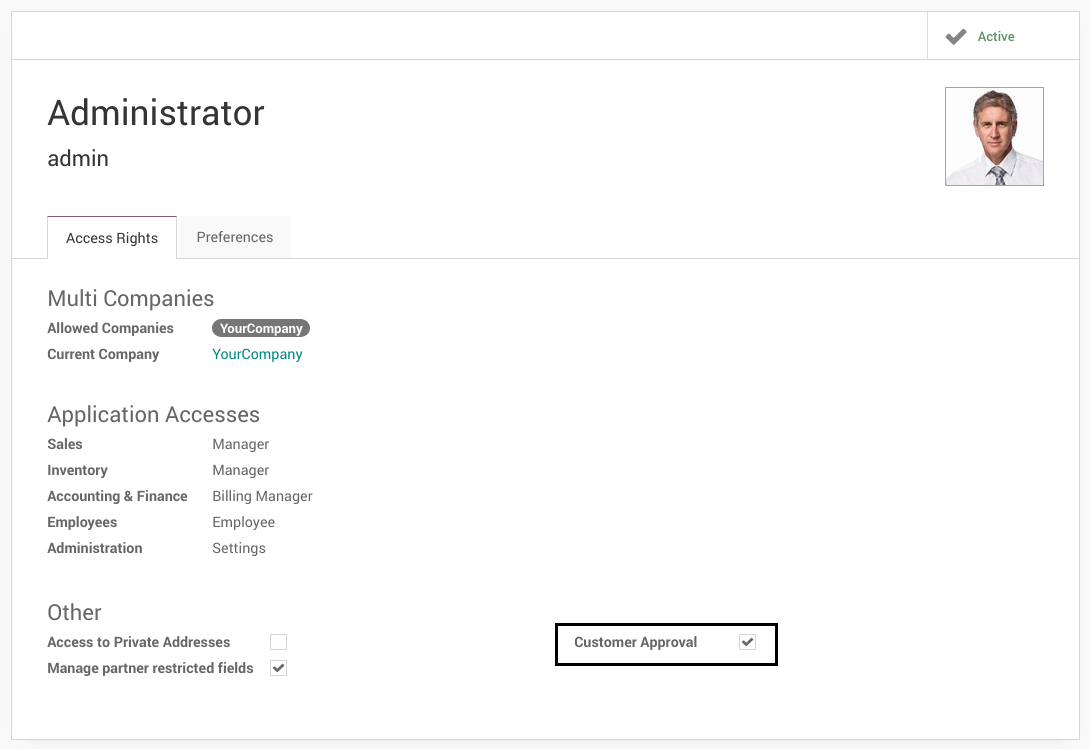 Active
Administrator
admin
Access Rights Preferences
Multi Companies
Allowed Companies YourCompany
Current Company YourCompany
Application Accesses
Sales Manager
Inventory Manager
Accounting & Finance Billing Manager
Employees Employee
Administration Settings
Other
Access to Private Addresses Customer Approval
Manage partner restricted fields